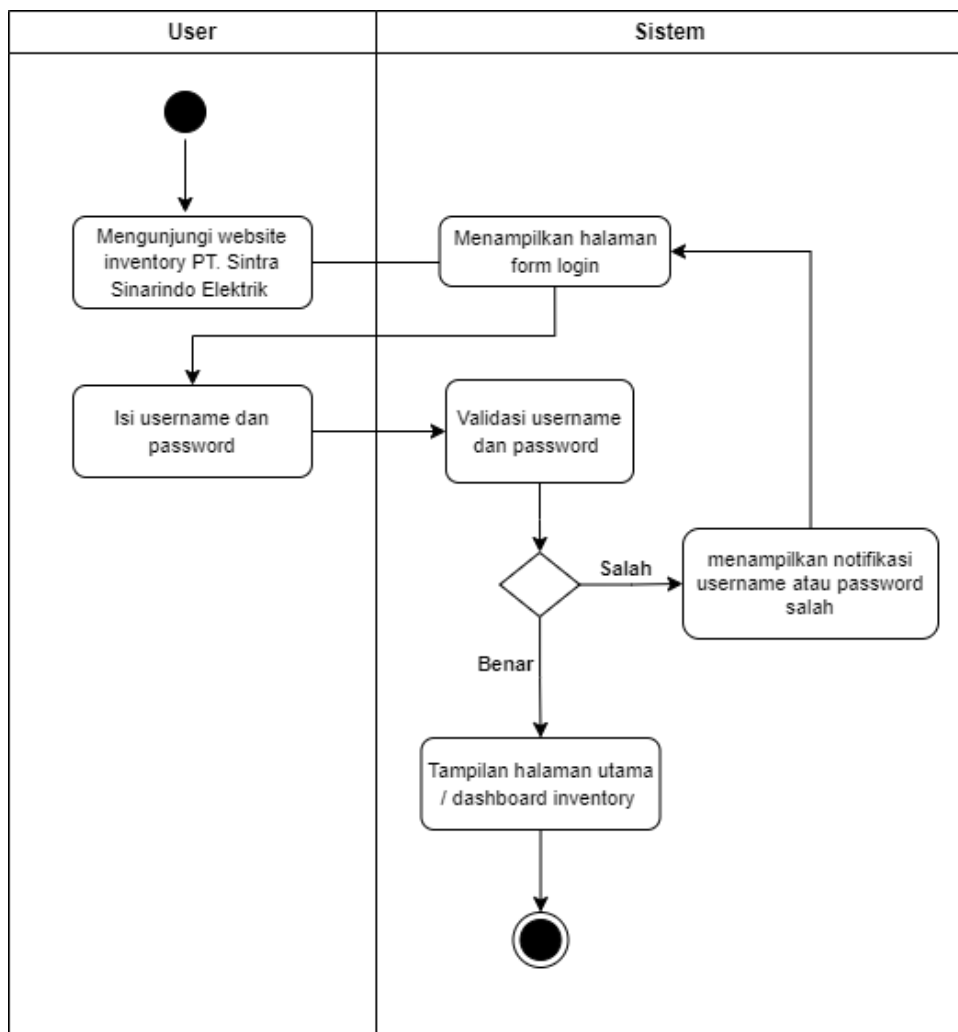 User
Sistem
Mengunjungi website
inventory PT. Sintra
Sinarindo Elektrik
Menampilkan halaman
form login
Isi username dan
password
Validasi username
dan password
Salah
menampilkan notifikasi
username atau password
salah
Benar
Tampilan halaman utama
/ dashboard inventory